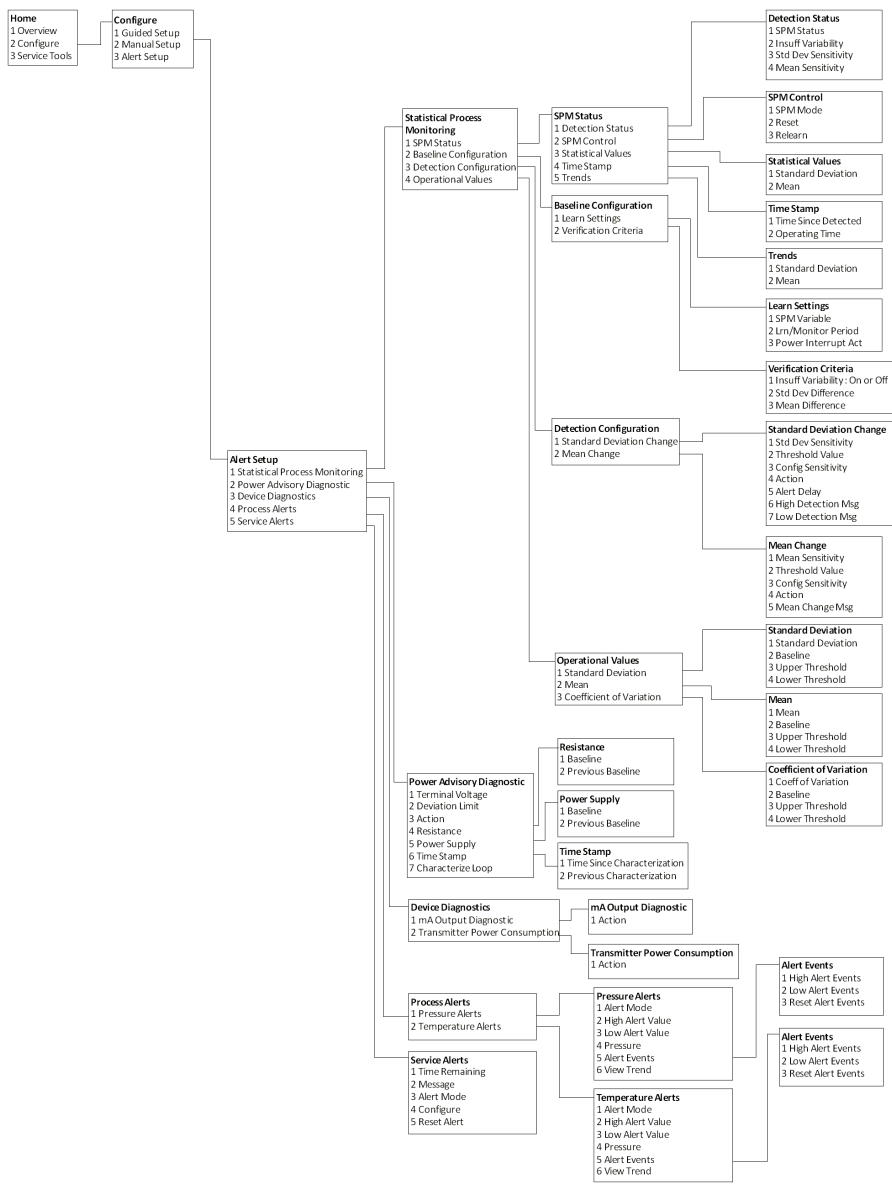 Home
1 Overview
2 Configure
3 Service Tools
Configure
1 Guided Setup
2 Manual Setup
3 Alert Setup
Alert Setup
1 Statistical Process Monitoring
2 Power Advisory Diagnostic
3 Device Diagnostics
4 Process Alerts
5 Service Alerts
Statistical Process
Monitoring
1 SPM Status
2 Baseline Configuration
3 Detection Configuration
4 Operational Values
SPM Status
1 Detection Status
2 SPM Control
3 Statistical Values
4 Time Stamp
5 Trends
Baseline Configuration
1 Learn Settings
2 Verification Criteria
Detection Status
1 SPM Status
2 Insuff Variability
3 Std Dev Sensitivity
4 Mean Sensitivity
SPM Control
1 SPM Mode
2 Reset
3 Relearn
Statistical Values
1 Standard Deviation
2 Mean
Time Stamp
1 Time Since Detected
2 Operating Time
Trends
1 Standard Deviation
2 Mean
Learn Settings
1 SPM Variable
2 Lrn/Monitor Period
3 Power Interrupt Act
Verification Criteria
1 Insuff Variability : On or Off
2 Std Dev Difference
3 Mean Difference
Detection Configuration
1 Standard Deviation Change
2 Mean Change
Standard Deviation Change
1 Std Dev Sensitivity
2 Threshold Value
3 Config Sensitivity
4 Action
5 Alert Delay
6 High Detection Msg
7 Low Detection Msg
Mean Change
1 Mean Sensitivity
2 Threshold Value
3 Config Sensitivity
4 Action
5 Mean Change Msg
Operational Values
1 Standard Deviation
2 Mean
3 Coefficient of Variation
Standard Deviation
1 Standard Deviation
2 Baseline
3 Upper Threshold
4 Lower Threshold
Mean
1 Mean
2 Baseline
3 Upper Threshold
4 Lower Threshold
Coefficient of Variation
1 Coeff of Variation
2 Baseline
3 Upper Threshold
4 Lower Threshold
Power Advisory Diagnostic
1 Terminal Voltage
2 Deviation Limit
3 Action
4 Resistance
5 Power Supply
6 Time Stamp
7 Characterize Loop
Resistance
1 Baseline
2 Previous Baseline
Power Supply
1 Baseline
2 Previous Baseline
Time Stamp
1 Time Since Characterization
2 Previous Characterization
Device Diagnostics
1 mA Output Diagnostic
2 Transmitter Power Consumption
mA Output Diagnostic
1 Action
Transmitter Power Consumption
1 Action
Process Alerts
1 Pressure Alerts
2 Temperature Alerts
Pressure Alerts
1 Alert Mode
2 High Alert Value
3 Low Alert Value
4 Pressure
5 Alert Events
6 View Trend
Alert Events
1 High Alert Events
2 Low Alert Events
3 Reset Alert Events
Alert Events
1 High Alert Events
2 Low Alert Events
3 Reset Alert Events
Service Alerts
1 Time Remaining
2 Message
3 Alert Mode
4 Configure
5 Reset Alert
Temperature Alerts
1 Alert Mode
2 High Alert Value
3 Low Alert Value
4 Pressure
5 Alert Events
6 View Trend